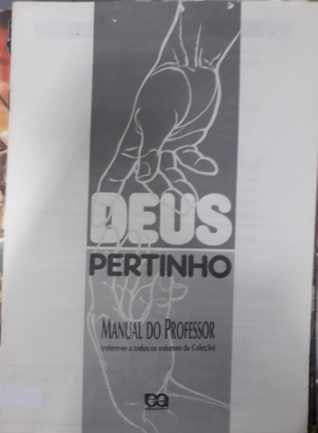 DEUS
PERTINHO
MANUAL DO PROFESSOR
(refere-se a todos os volumes da Coleção)